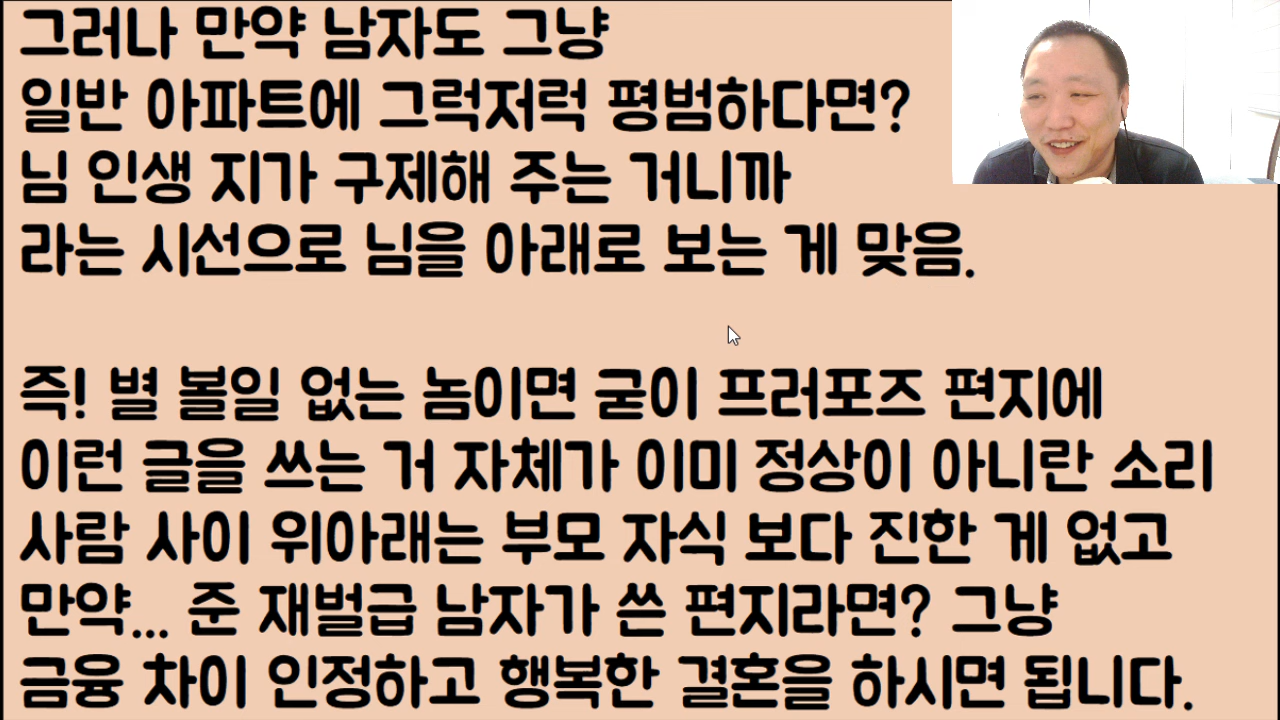 그러나 만약 남자도 그냥
일반 아파트에 그럭저럭 평범하다면?
님 인생 지가 구제해 주는 거니까
라는 시선으로 님을 아래로 보는 게 맞음.
즉! 별 볼일 없는 놈이면 굳이 프러포즈 편지에
이런 글을 쓰는 거 자체가 이미 정상이 아니란 소리
사람 사이 위아래는 부모 자식 보다 진한 게 없고
만약... 준 재벌급 남자가 쓴 편지라면? 그냥
금융 차이 인정하고 행복한 결혼을 하시면 됩니다.